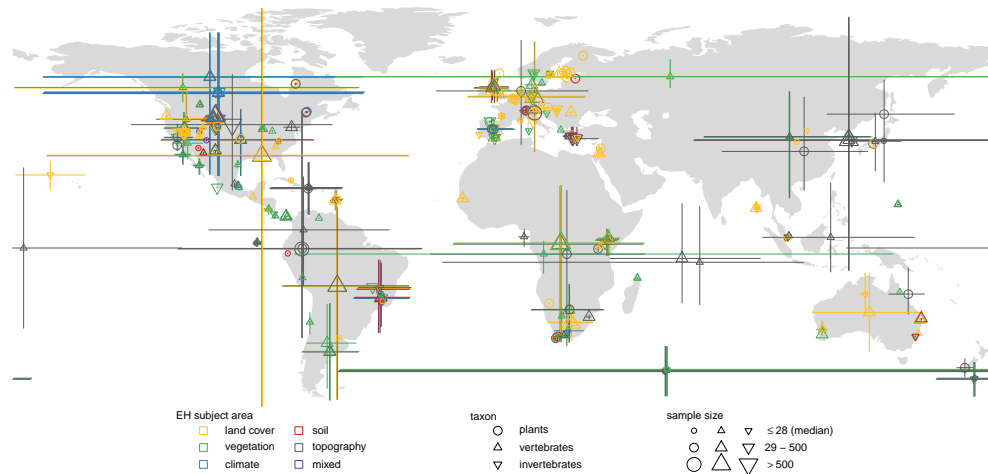 EH subject area
land cover
vegetation
climate
soil
topography
mixed
taxon
plants
vertebrates
invertebrates
sample size
≤ 28 (median)
29 − 500
> 500